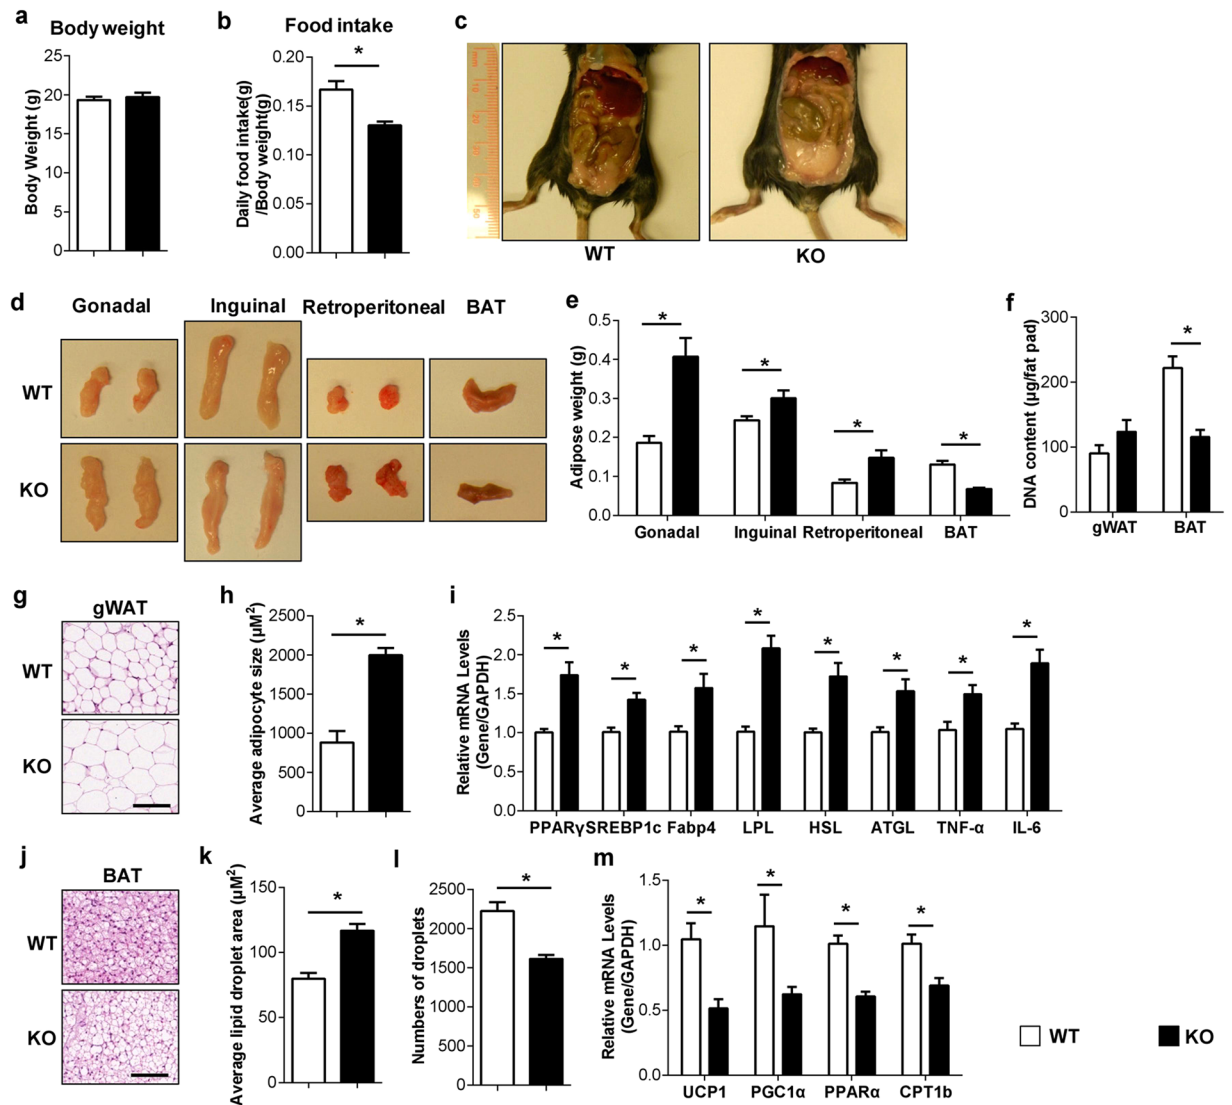 a
Body weight
Body Weight (g)
25
20
15
10
5
0
b
Food intake
Daily food intake(g)
/Body weight(g)
0.20
0.15
0.10
0.05
0.00
*
c
mm
10
20
30
50
WT
KO
d
Gonadal
Inguinal
Retroperitoneal
BAT
WT
KO
e
Adipose weight (g)
0.5
0.4
0.3
0.2
0.1
0.0
*
*
*
*
Gonadal
Inguinal
Retroperitoneal
BAT
f
DNA content (µg/fat pad)
300
200
100
0
*
gWAT
BAT
g
gWAT
WT
KO
h
Average adipocyte size (µM²)
2500
2000
1500
1000
500
0
*
i
Relative mRNA Levels
(Gene/GAPDH)
2.5
2.0
1.5
1.0
0.5
0.0
*
*
*
*
*
*
*
*
PPARγ
SREBP1c
Fabp4
LPL
HSL
ATGL
TNF-α
IL-6
j
BAT
WT
KO
k
Average lipid droplet area (µM²)
150
100
50
0
*
l
Numbers of droplets
2500
2000
1500
1000
500
0
*
m
Relative mRNA Levels
(Gene/GAPDH)
1.5
1.0
0.5
0.0
*
*
*
*
UCP1
PGC1α
PPARα
CPT1b
WT
KO